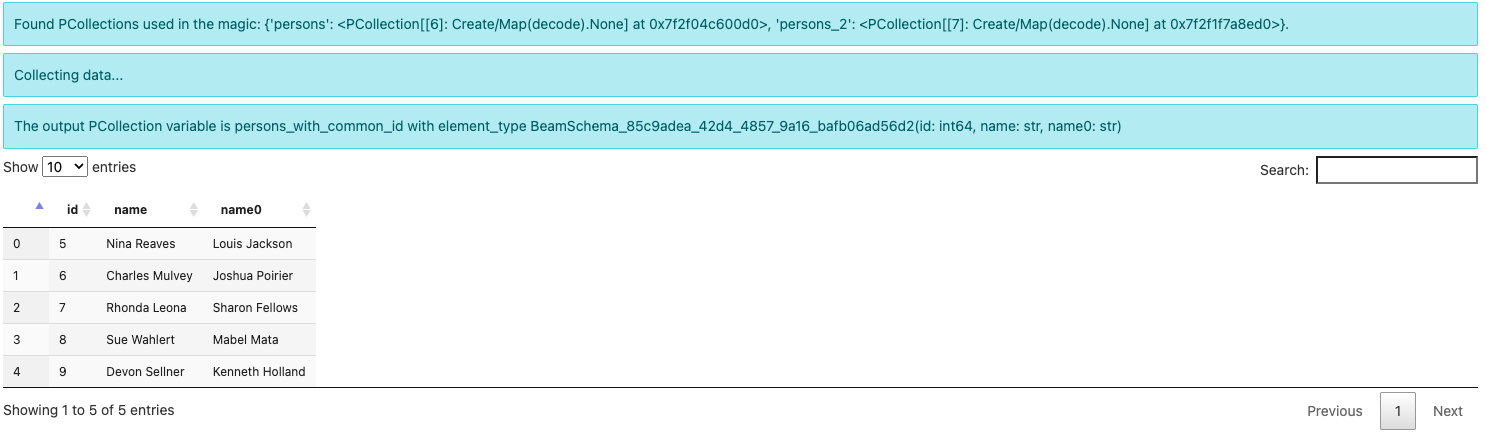 Found PCollections used in the magic: {'persons': <PCollection[[6]: Create/Map(decode).None] at 0x7f2f04c600d0>, 'persons_2': <PCollection[[7]: Create/Map(decode).None] at 0x7f2f1f7a8ed0>}.
Collecting data...
The output PCollection variable is persons_with_common_id with element_type BeamSchema_85c9adea_42d4_4857_9a16_bafb06ad56d2(id: int64, name: str, name0: str)
Show 10 entries Search:
id name name0
0 5 Nina Reaves Louis Jackson
1 6 Charles Mulvey Joshua Poirier
2 7 Rhonda Leona Sharon Fellows
3 8 Sue Wahlert Mabel Mata
4 9 Devon Sellner Kenneth Holland
Showing 1 to 5 of 5 entries Previous 1 Next